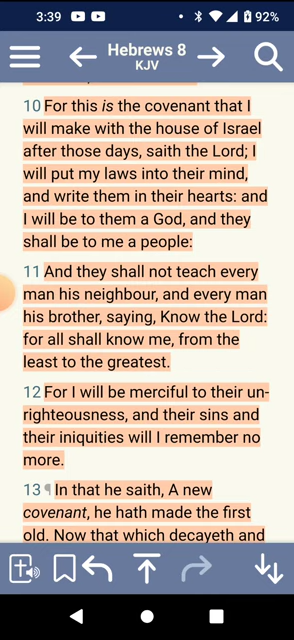 3:39
92%
Hebrews 8
KJV
10 For this is the covenant that I
will make with the house of Israel
after those days, saith the Lord; I
will put my laws into their mind,
and write them in their hearts: and
I will be to them a God, and they
shall be to me a people:
11 And they shall not teach every
man his neighbour, and every man
his brother, saying, Know the Lord:
for all shall know me, from the
least to the greatest.
12 For I will be merciful to their un-
righteousness, and their sins and
their iniquities will I remember no
more.
13 ¶ In that he saith, A new
covenant, he hath made the first
old. Now that which decayeth and